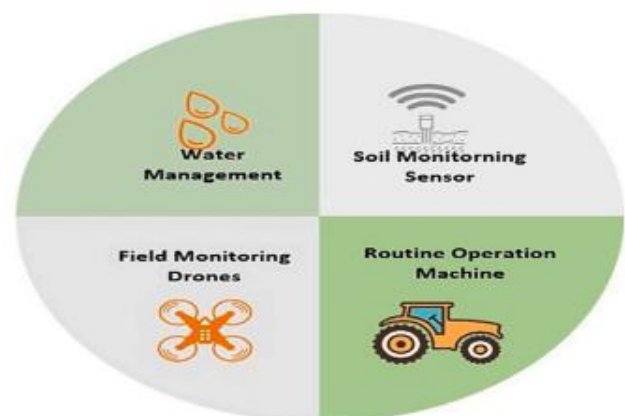 Water
Management
Soil Monitorning
Sensor
Field Monitoring
Drones
Routine Operation
Machine